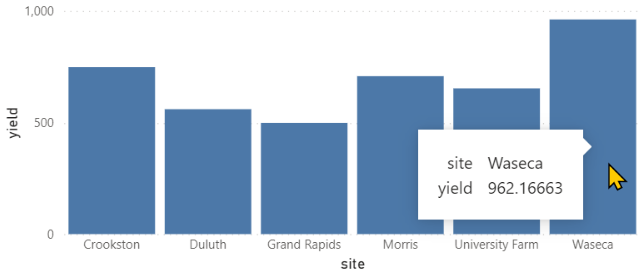 1,000
yield
500
site Waseca
yield 962.16663
0
Crookston Duluth Grand Rapids Morris University Farm Waseca
site